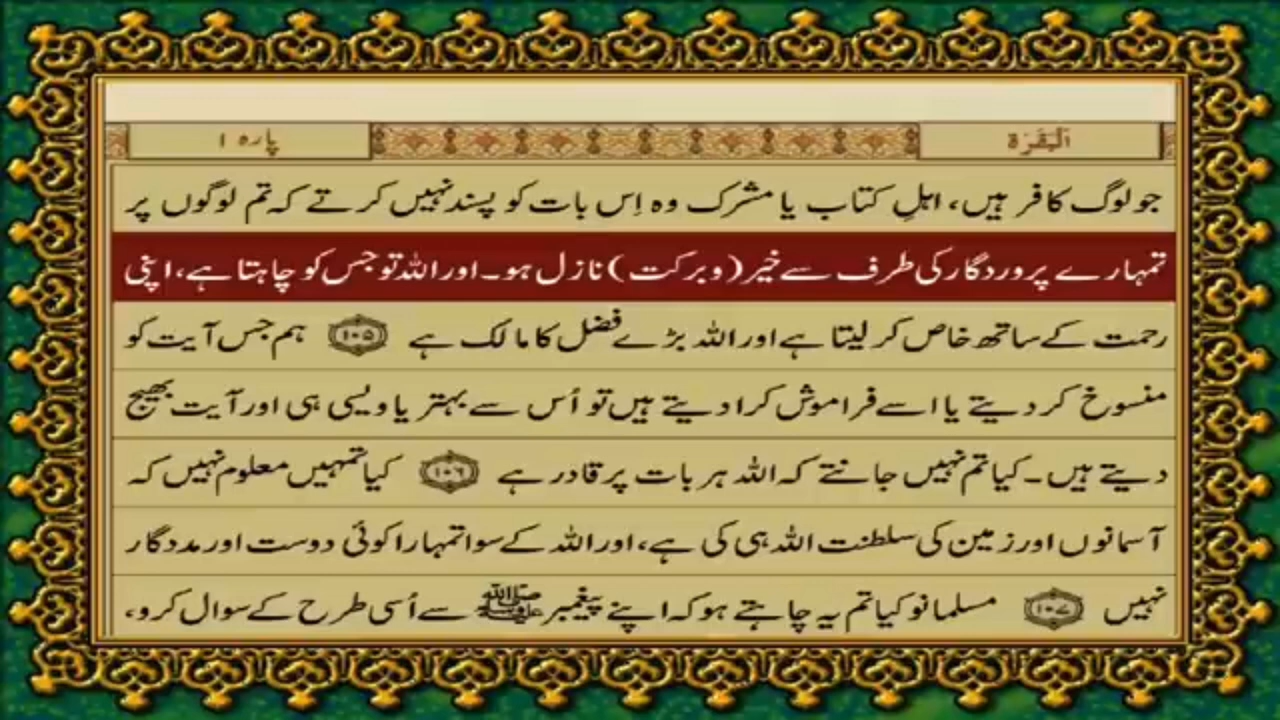 اَلْبَقَرَة
پارہ ۱
جو لوگ کافر ہیں، اہلِ کتاب یا مشرک وہ اِس بات کو پسند نہیں کرتے کہ تم لوگوں پر
تمہارے پروردگار کی طرف سے خیر (و برکت) نازل ہو۔ اور اللہ تو جس کو چاہتا ہے، اپنی
رحمت کے ساتھ خاص کر لیتا ہے اور اللہ بڑے فضل کا مالک ہے ۱۰۵ ہم جس آیت کو
منسوخ کر دیتے یا اسے فراموش کرا دیتے ہیں تو اُس سے بہتر یا ویسی ہی اور آیت بھیج
دیتے ہیں۔ کیا تم نہیں جانتے کہ اللہ ہر بات پر قادر ہے ۱۰۶ کیا تمہیں معلوم نہیں کہ
آسمانوں اور زمین کی سلطنت اللہ ہی کی ہے، اور اللہ کے سوا تمہارا کوئی دوست اور مددگار
نہیں ۱۰۷ مسلمانو کیا تم یہ چاہتے ہو کہ اپنے پیغمبر ﷺ سے اُسی طرح کے سوال کرو،